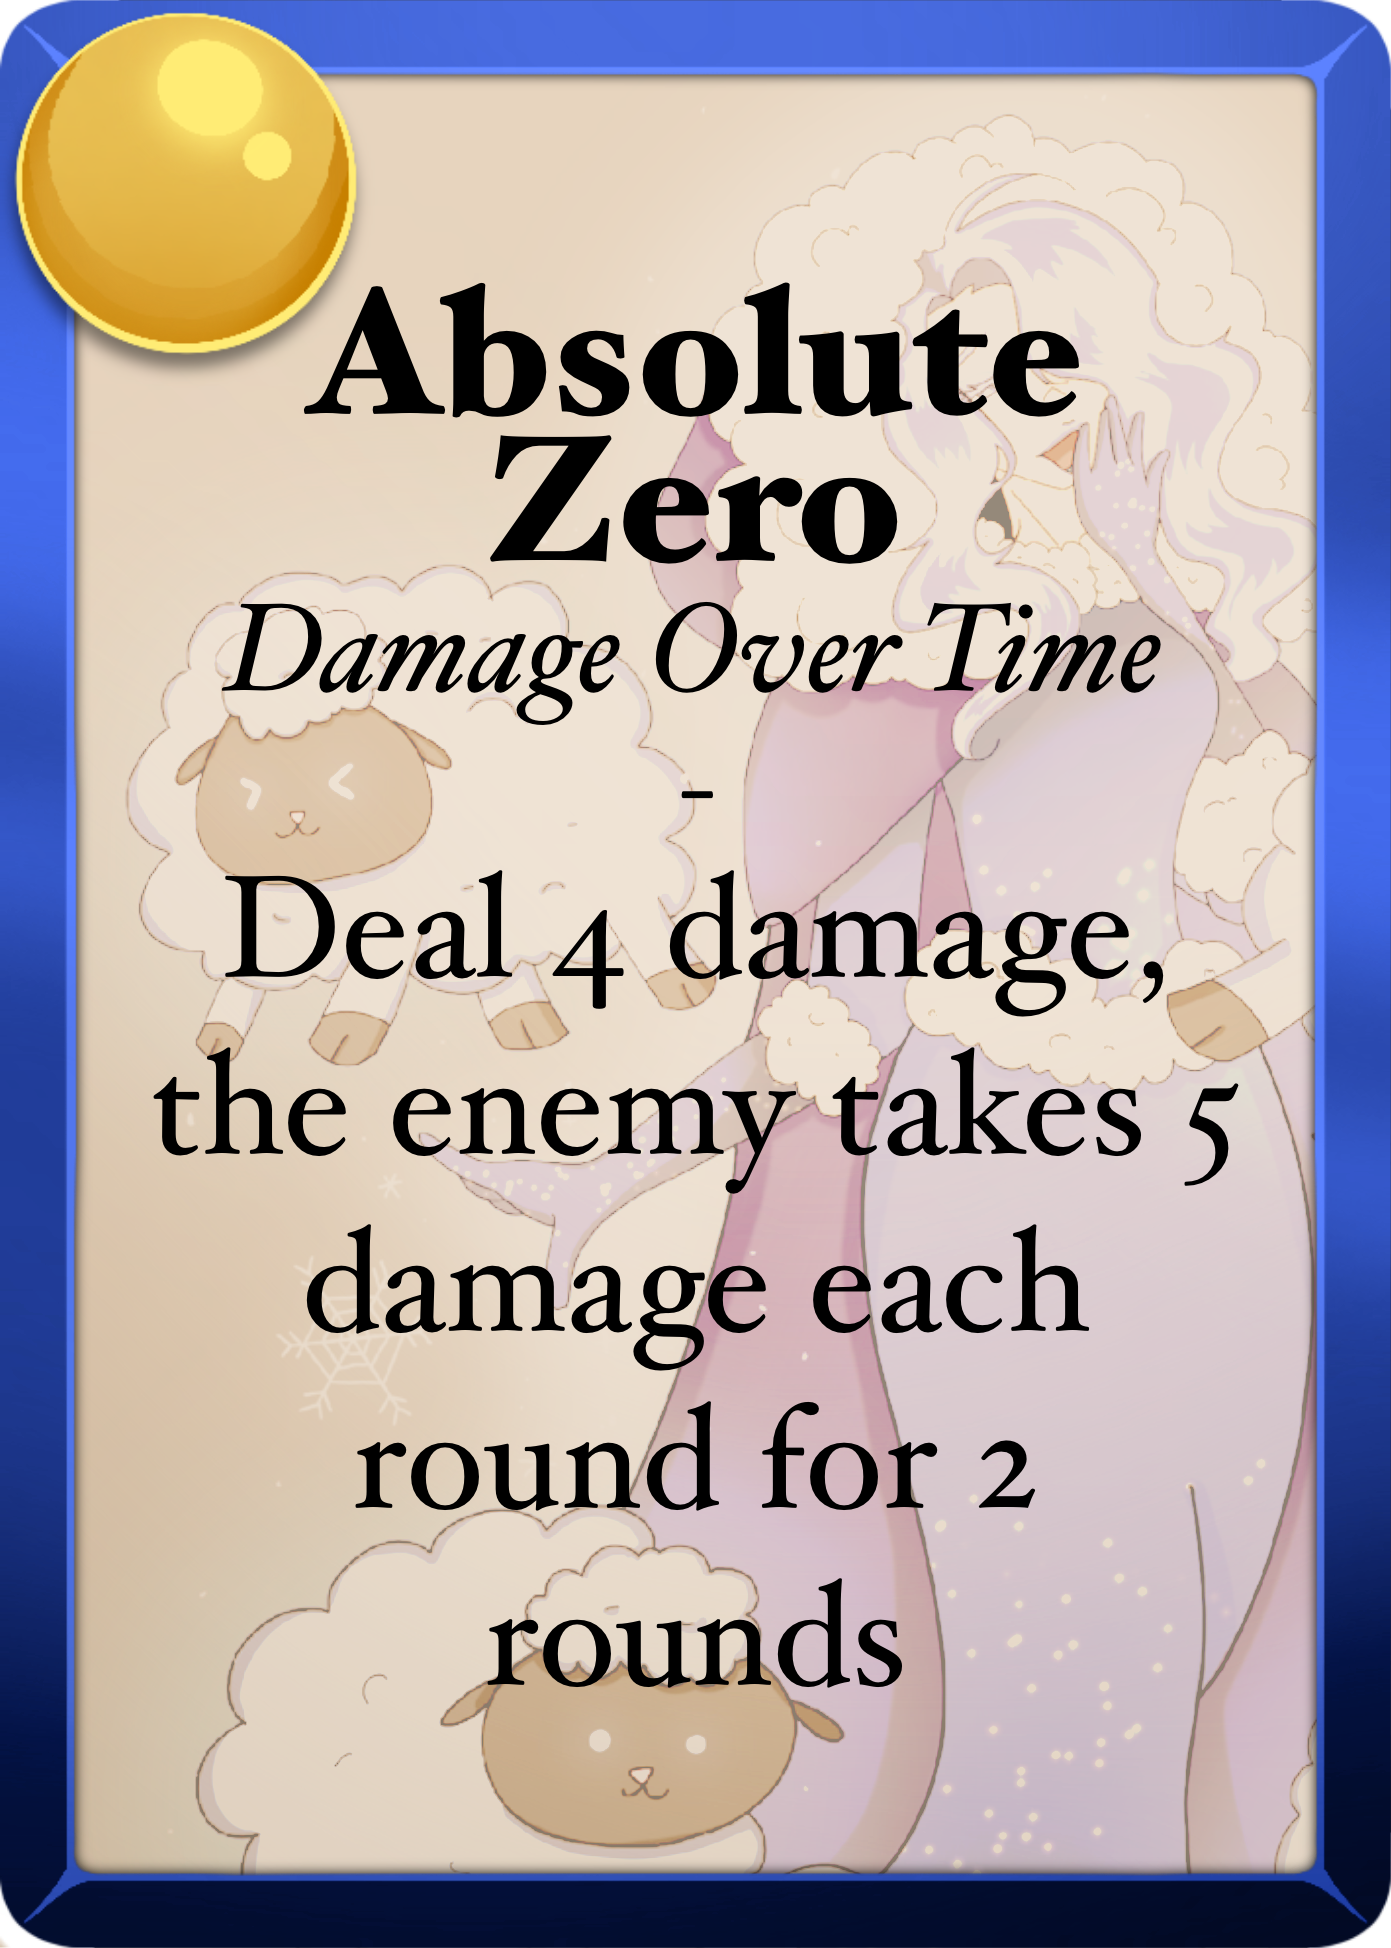 Absolute
Zero
Damage Over Time
-
Deal 4 damage,
the enemy takes 5
damage each
round for 2
rounds